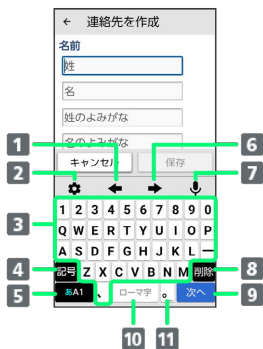 ← 連絡先を作成
名前
姓
名
姓のよみがな
名のよみがな
キャンセル 保存
1 6
2 7
1 2 3 4 5 6 7 8 9 0
3
Q W E R T Y U I O P
A S D F G H J K L ー
4 記号 Z X C V B N M 削除 8
5 あA1 、 ローマ字 。 次へ 9
10 11